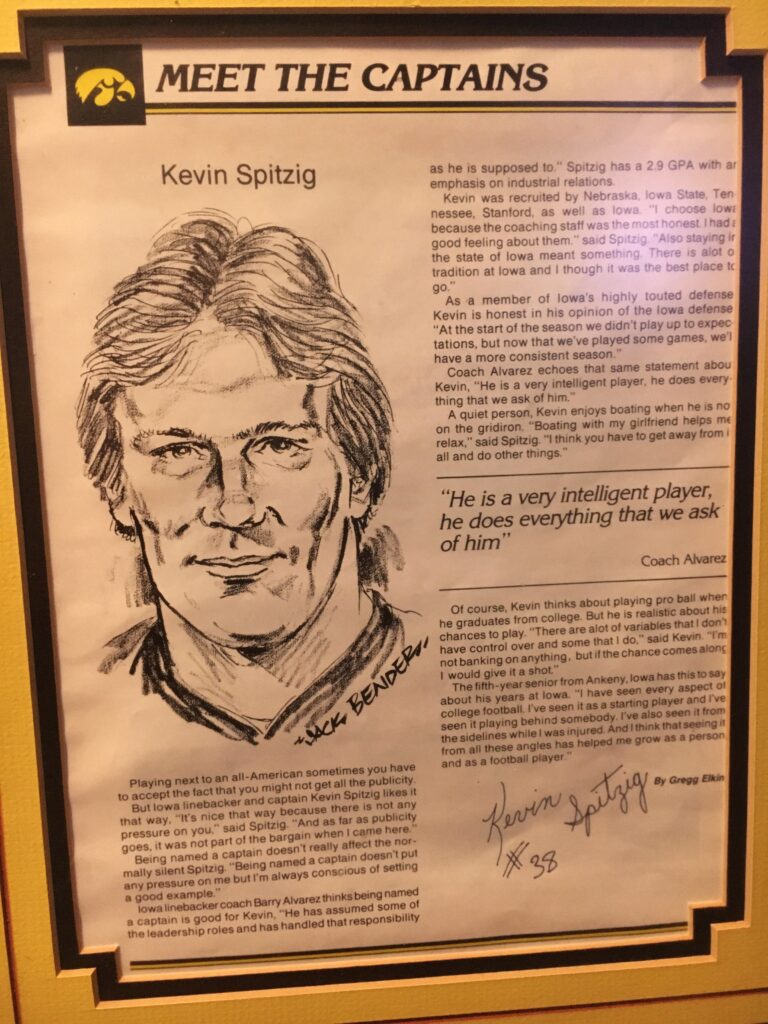 MEET THE CAPTAINS
Kevin Spitzig
JACK BENDER
Playing next to an all-American sometimes you have
to accept the fact that you might not get all the publicity.
But Iowa linebacker and captain Kevin Spitzig likes it
that way, "It's nice that way because there is not any
pressure on you," said Spitzig. "And as far as publicity
goes, it was not part of the bargain when I came here."
Being named a captain doesn't really affect the nor-
mally silent Spitzig. "Being named a captain doesn't put
any pressure on me but I'm always conscious of setting
a good example."
Iowa linebacker coach Barry Alvarez thinks being named
a captain is good for Kevin, "He has assumed some of
the leadership roles and has handled that responsibility
as he is supposed to." Spitzig has a 2.9 GPA with an
emphasis on industrial relations.
Kevin was recruited by Nebraska, Iowa State, Ten-
nessee, Stanford, as well as Iowa. "I choose Iowa
because the coaching staff was the most honest. I had a
good feeling about them." said Spitzig. "Also staying in
the state of Iowa meant something. There is alot o
tradition at Iowa and I though it was the best place to
go."
As a member of Iowa's highly touted defense
Kevin is honest in his opinion of the Iowa defense
"At the start of the season we didn't play up to expec-
tations, but now that we've played some games, we'l
have a more consistent season."
Coach Alvarez echoes that same statement abou
Kevin, "He is a very intelligent player, he does every-
thing that we ask of him."
A quiet person, Kevin enjoys boating when he is no
on the gridiron. "Boating with my girlfriend helps me
relax," said Spitzig. "I think you have to get away from i
all and do other things."
"He is a very intelligent player,
he does everything that we ask
of him"
Coach Alvarez
Of course, Kevin thinks about playing pro ball when
he graduates from college. But he is realistic about his
chances to play. "There are alot of variables that I don't
have control over and some that I do," said Kevin. "I'm
not banking on anything, but if the chance comes along
I would give it a shot."
The fifth-year senior from Ankeny, Iowa has this to say
about his years at Iowa. "I have seen every aspect of
college football. I've seen it as a starting player and I've
seen it playing behind somebody. I've also seen it from
the sidelines while I was injured. And I think that seeing it
from all these angles has helped me grow as a person
and as a football player."
By Gregg Elkin
Kevin Spitzig
#38